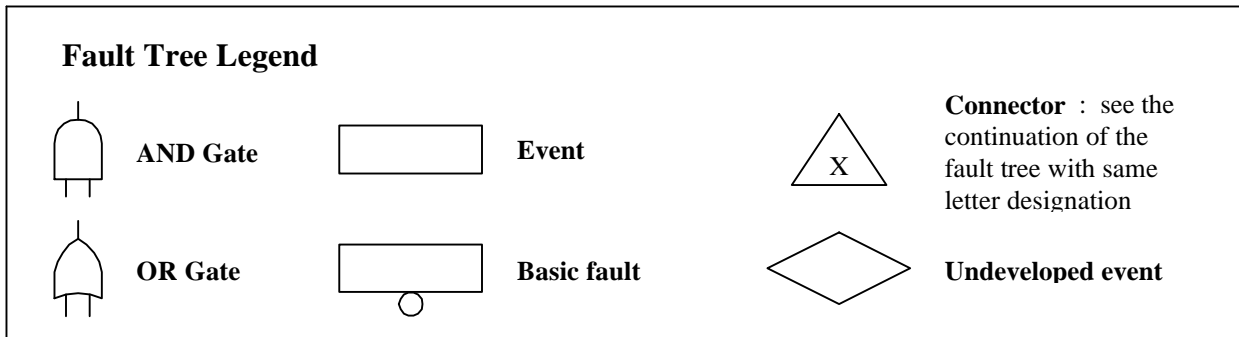 Fault Tree Legend
AND Gate
Event
X
Connector : see the
continuation of the
fault tree with same
letter designation
OR Gate
Basic fault
Undeveloped event